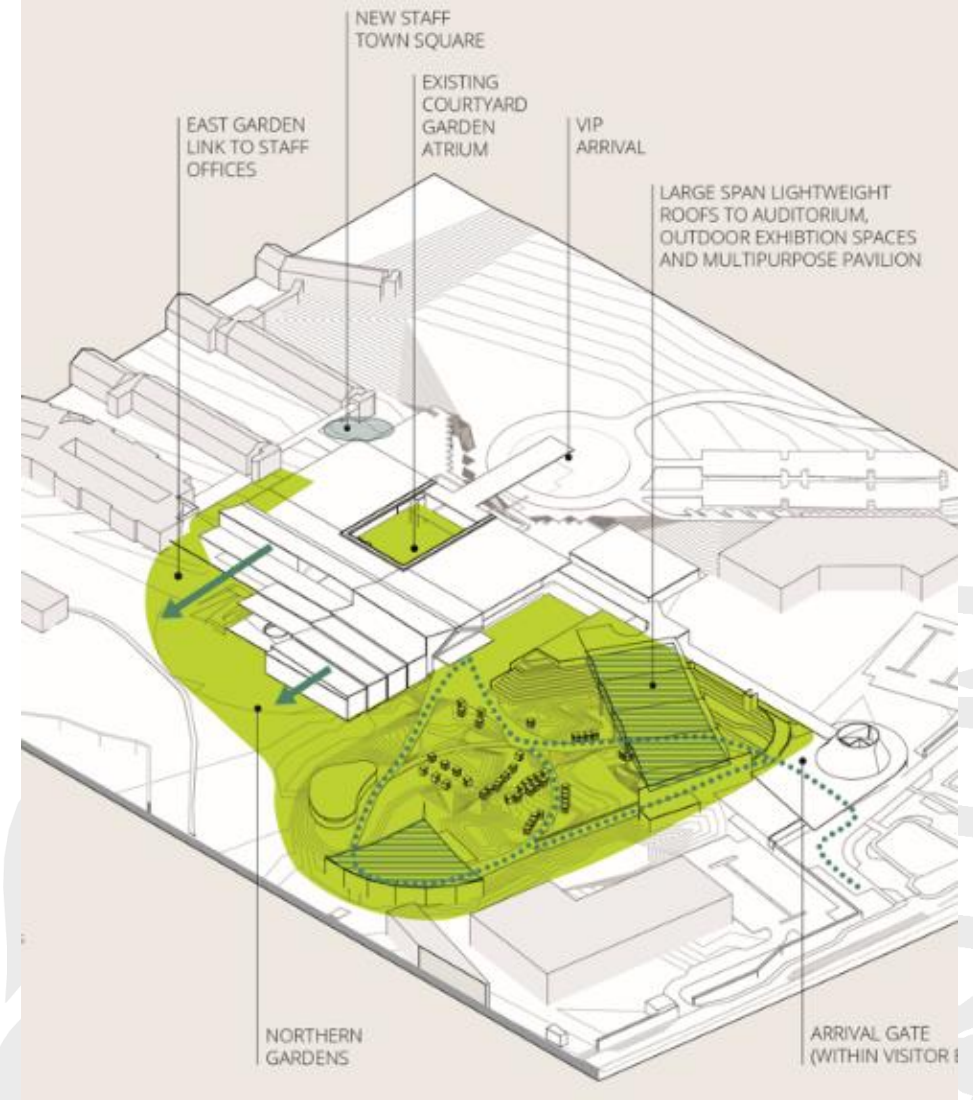 NEW STAFF
TOWN SQUARE
EXISTING
COURTYARD
GARDEN
ATRIUM
EAST GARDEN
LINK TO STAFF
OFFICES
VIP
ARRIVAL
LARGE SPAN LIGHTWEIGHT
ROOFS TO AUDITORIUM,
OUTDOOR EXHIBTION SPACES
AND MULTIPURPOSE PAVILION
NORTHERN
GARDENS
ARRIVAL GATE
(WITHIN VISITOR